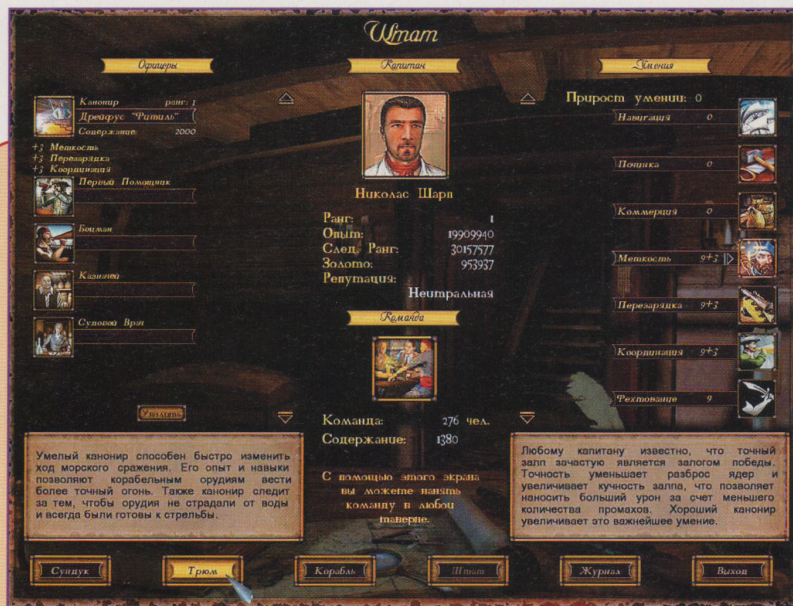 Штат
Офицеры
Капитан
Умения
Канонир ранг: 1
Дрейфус "Фитиль"
Содержание: 2000
+3 Меткость
+3 Перезарядка
+3 Координация
Первый Помощник
Боцман
Казначей
Судовой Врач
Уволить
Николас Шарп
Ранг: 1
Опыт: 19909940
След. Ранг: 30157577
Золото: 953937
Репутация:
Нейтральная
Команда
Команда: 276 чел.
Содержание: 1380
С помощью этого экрана
вы можете нанять
команду в любой
таверне.
Прирост умений: 0
Навигация 0
Починка 0
Коммерция 0
Меткость 9+3
Перезарядка 9+3
Координация 9+3
Фехтование 9
Умелый канонир способен быстро изменить
ход морского сражения. Его опыт и навыки
позволяют корабельным орудиям вести
более точный огонь. Также канонир следит
за тем, чтобы орудия не страдали от воды
и всегда были готовы к стрельбы.
Любому капитану известно, что точный
залп зачастую является залогом победы.
Точность уменьшает разброс ядер и
увеличивает кучность залпа, что позволяет
наносить больший урон за счет меньшего
количества промахов. Хороший канонир
увеличивает это важнейшее умение.
Сундук
Трюм
Корабль
Штат
Журнал
Выход